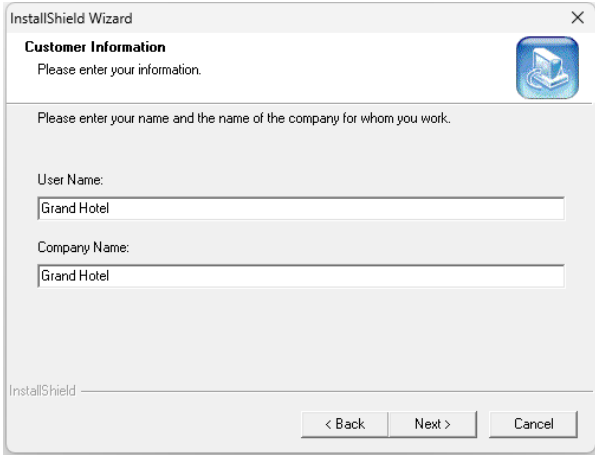 InstallShield Wizard
Customer Information
Please enter your information.
Please enter your name and the name of the company for whom you work.
User Name:
Grand Hotel
Company Name:
Grand Hotel
InstallShield
< Back Next > Cancel